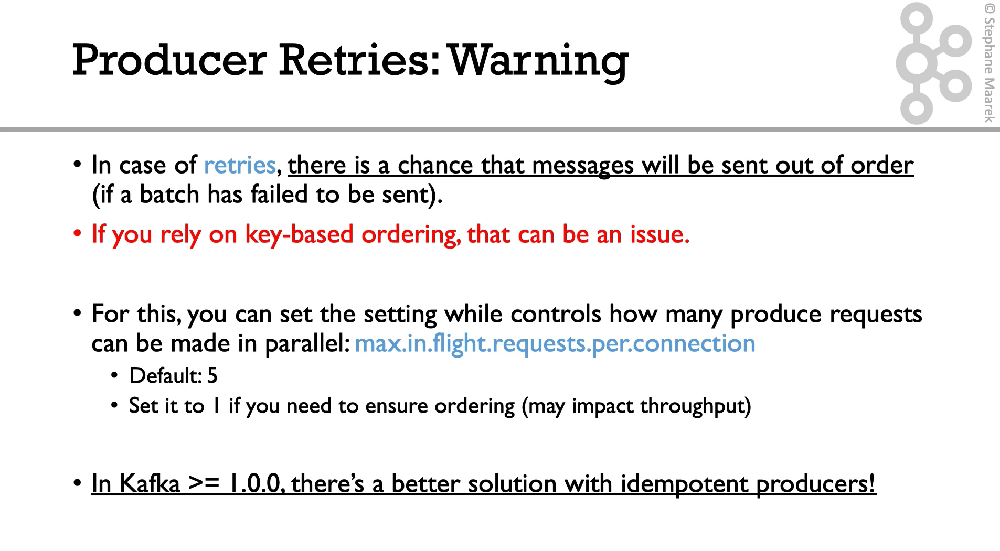 Producer Retries: Warning
© Stephane Maarek
• In case of retries, there is a chance that messages will be sent out of order
(if a batch has failed to be sent).
• If you rely on key-based ordering, that can be an issue.
• For this, you can set the setting while controls how many produce requests
can be made in parallel: max.in.flight.requests.per.connection
• Default: 5
• Set it to 1 if you need to ensure ordering (may impact throughput)
• In Kafka >= 1.0.0, there’s a better solution with idempotent producers!